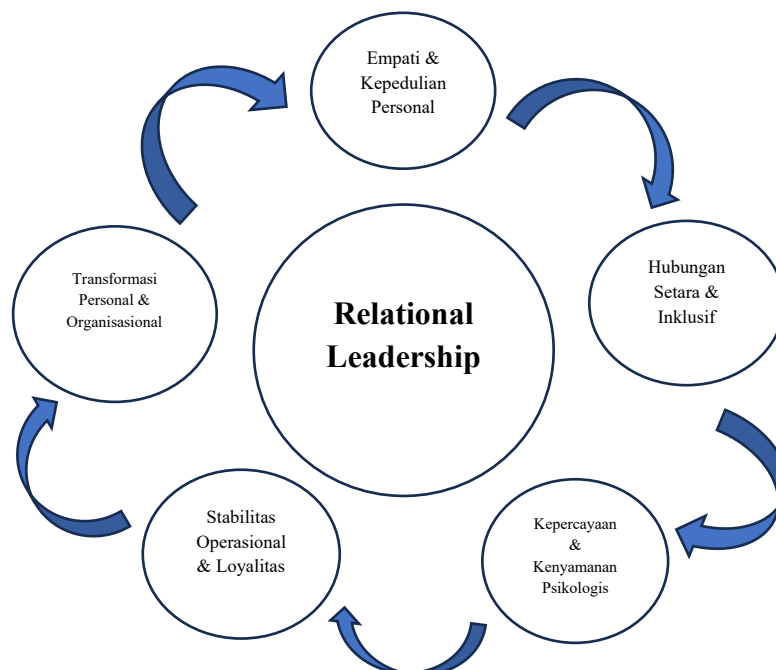 Empati &
Kepedulian
Personal
Hubungan
Setara &
Inklusif
Kepercayaan
&
Kenyamanan
Psikologis
Stabilitas
Operasional
& Loyalitas
Transformasi
Personal &
Organisasional
Relational
Leadership